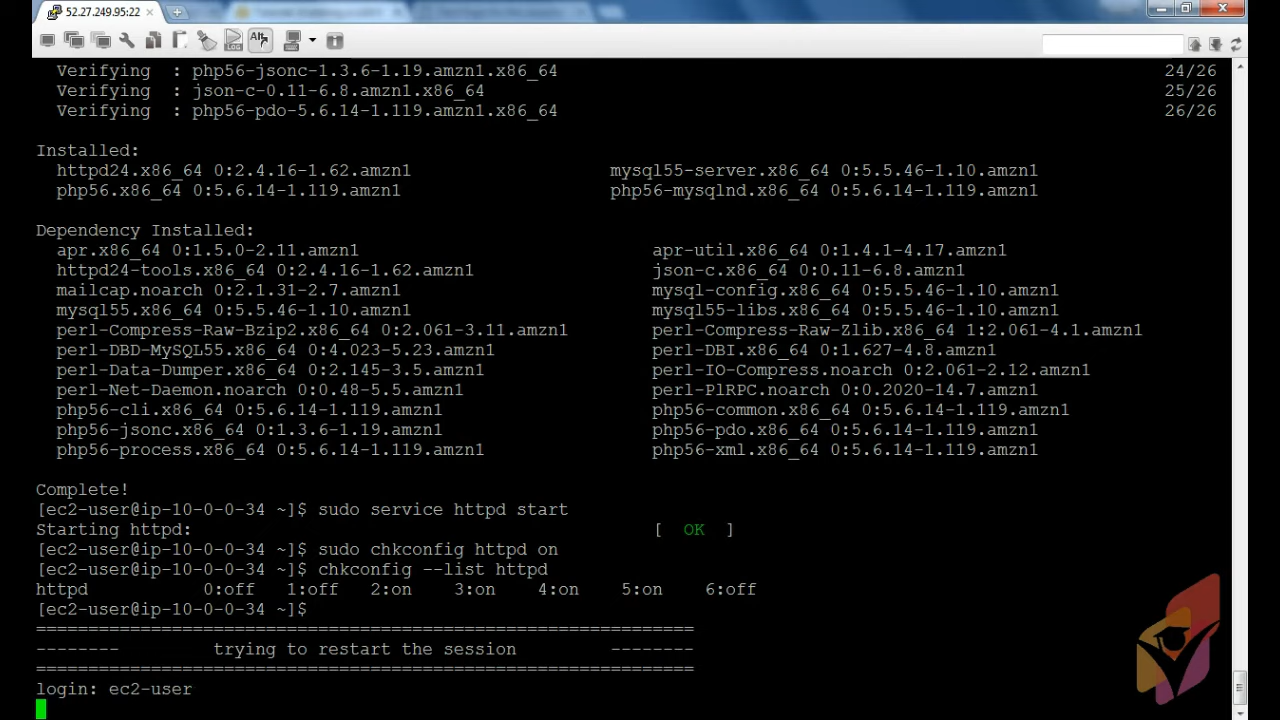 52.27.249.95:22
LOG
Alt
Verifying : php56-jsonc-1.3.6-1.19.amzn1.x86_64 24/26
Verifying : json-c-0.11-6.8.amzn1.x86_64 25/26
Verifying : php56-pdo-5.6.14-1.119.amzn1.x86_64 26/26
Installed:
httpd24.x86_64 0:2.4.16-1.62.amzn1 mysql55-server.x86_64 0:5.5.46-1.10.amzn1
php56.x86_64 0:5.6.14-1.119.amzn1 php56-mysqlnd.x86_64 0:5.6.14-1.119.amzn1
Dependency Installed:
apr.x86_64 0:1.5.0-2.11.amzn1 apr-util.x86_64 0:1.4.1-4.17.amzn1
httpd24-tools.x86_64 0:2.4.16-1.62.amzn1 json-c.x86_64 0:0.11-6.8.amzn1
mailcap.noarch 0:2.1.31-2.7.amzn1 mysql-config.x86_64 0:5.5.46-1.10.amzn1
mysql55.x86_64 0:5.5.46-1.10.amzn1 mysql55-libs.x86_64 0:5.5.46-1.10.amzn1
perl-Compress-Raw-Bzip2.x86_64 0:2.061-3.11.amzn1 perl-Compress-Raw-Zlib.x86_64 1:2.061-4.1.amzn1
perl-DBD-MySQL55.x86_64 0:4.023-5.23.amzn1 perl-DBI.x86_64 0:1.627-4.8.amzn1
perl-Data-Dumper.x86_64 0:2.145-3.5.amzn1 perl-IO-Compress.noarch 0:2.061-2.12.amzn1
perl-Net-Daemon.noarch 0:0.48-5.5.amzn1 perl-PlRPC.noarch 0:0.2020-14.7.amzn1
php56-cli.x86_64 0:5.6.14-1.119.amzn1 php56-common.x86_64 0:5.6.14-1.119.amzn1
php56-jsonc.x86_64 0:1.3.6-1.19.amzn1 php56-pdo.x86_64 0:5.6.14-1.119.amzn1
php56-process.x86_64 0:5.6.14-1.119.amzn1 php56-xml.x86_64 0:5.6.14-1.119.amzn1
Complete!
[ec2-user@ip-10-0-0-34 ~]$ sudo service httpd start
Starting httpd: [ OK ]
[ec2-user@ip-10-0-0-34 ~]$ sudo chkconfig httpd on
[ec2-user@ip-10-0-0-34 ~]$ chkconfig --list httpd
httpd 0:off 1:off 2:on 3:on 4:on 5:on 6:off
[ec2-user@ip-10-0-0-34 ~]$
===============================================================
-------- trying to restart the session --------
===============================================================
login: ec2-user